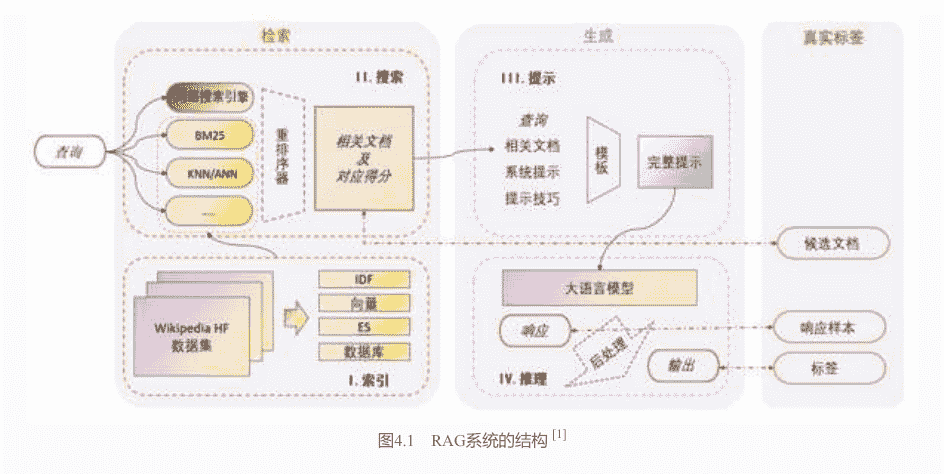 检索
生成
真实标签
II. 搜索
搜索引擎
BM25
KNN/ANN
....
查询
重排序器
相关文档
及
对应得分
III. 提示
查询
相关文档
系统提示
提示技巧
模板
完整提示
候选文档
Wikipedia HF
数据集
IDF
向量
ES
数据库
I. 索引
大语言模型
响应
后处理
输出
IV. 推理
响应样本
标签
图4.1 RAG系统的结构 [1]